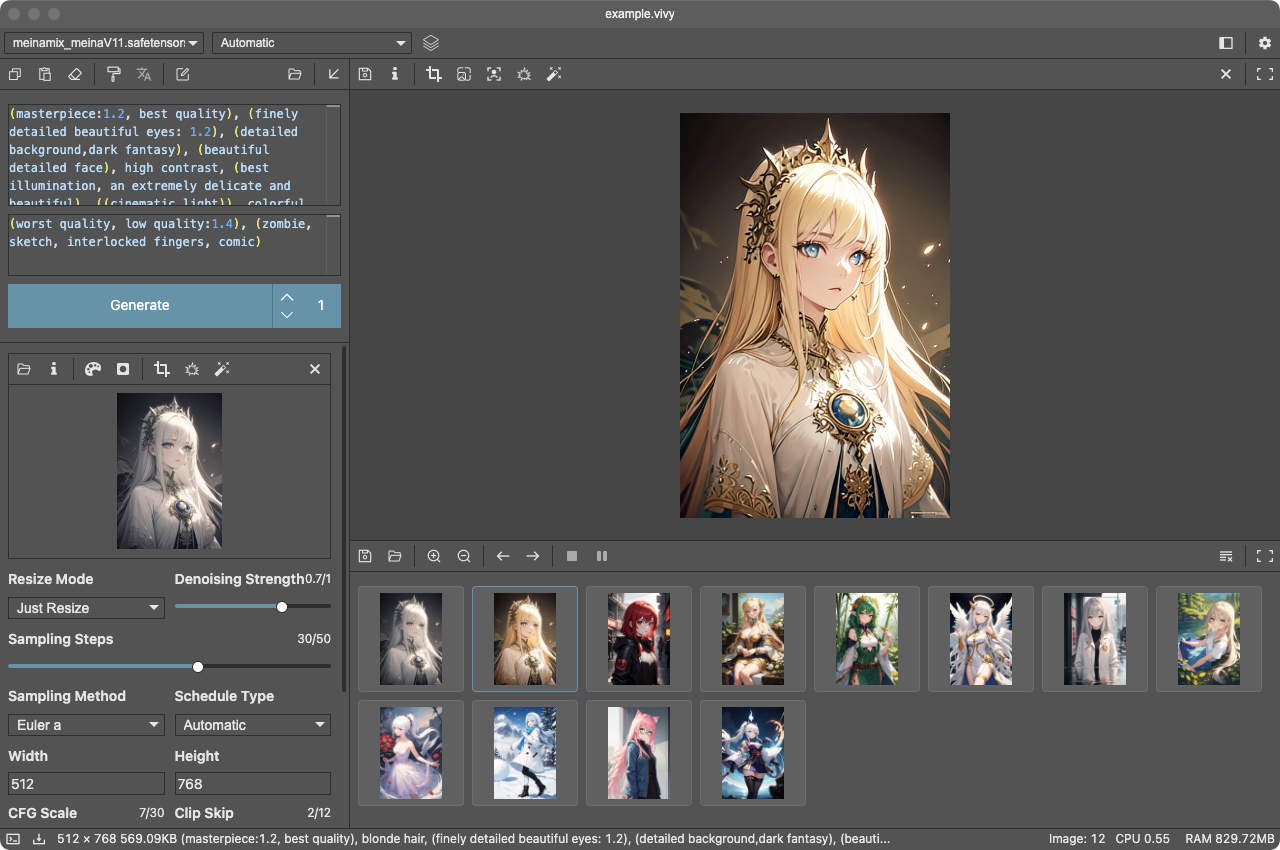 example.vivy
meinamix_meinaV11.safetensors
Automatic
(masterpiece:1.2, best quality), (finely
detailed beautiful eyes: 1.2), (detailed
background,dark fantasy), (beautiful
detailed face), high contrast, (best
illumination, an extremely delicate and
beautiful), ((cinematic light)), colorful
(worst quality, low quality:1.4), (zombie,
sketch, interlocked fingers, comic)
Generate
1
Resize Mode
Denoising Strength0.7/1
Just Resize
Sampling Steps
30/50
Sampling Method
Schedule Type
Euler a
Automatic
Width
Height
512
768
CFG Scale
7/30
Clip Skip
2/12
512 × 768 569.09KB (masterpiece:1.2, best quality), blonde hair, (finely detailed beautiful eyes: 1.2), (detailed background,dark fantasy), (beauti...
Image: 12
CPU 0.55
RAM 829.72MB